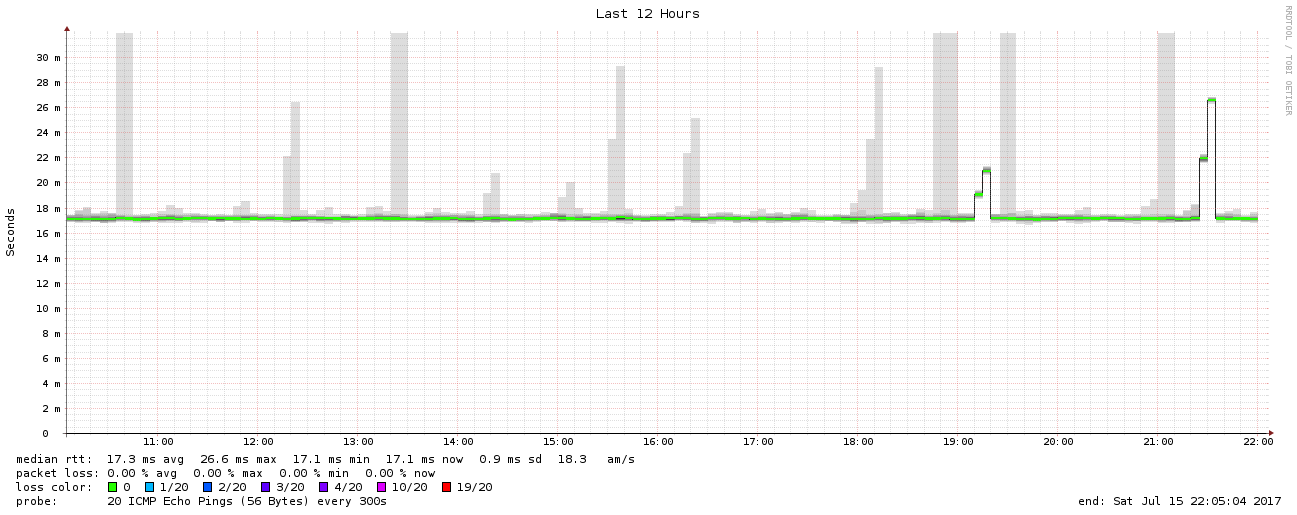 Last 12 Hours
RRDTOOL / TOBI OETIKER
Seconds
30 m
28 m
26 m
24 m
22 m
20 m
18 m
16 m
14 m
12 m
10 m
8 m
6 m
4 m
2 m
0
11:00 12:00 13:00 14:00 15:00 16:00 17:00 18:00 19:00 20:00 21:00 22:00
median rtt: 17.3 ms avg 26.6 ms max 17.1 ms min 17.1 ms now 0.9 ms sd 18.3 am/s
packet loss: 0.00 % avg 0.00 % max 0.00 % min 0.00 % now
loss color: 0 1/20 2/20 3/20 4/20 10/20 19/20
probe: 20 ICMP Echo Pings (56 Bytes) every 300s end: Sat Jul 15 22:05:04 2017